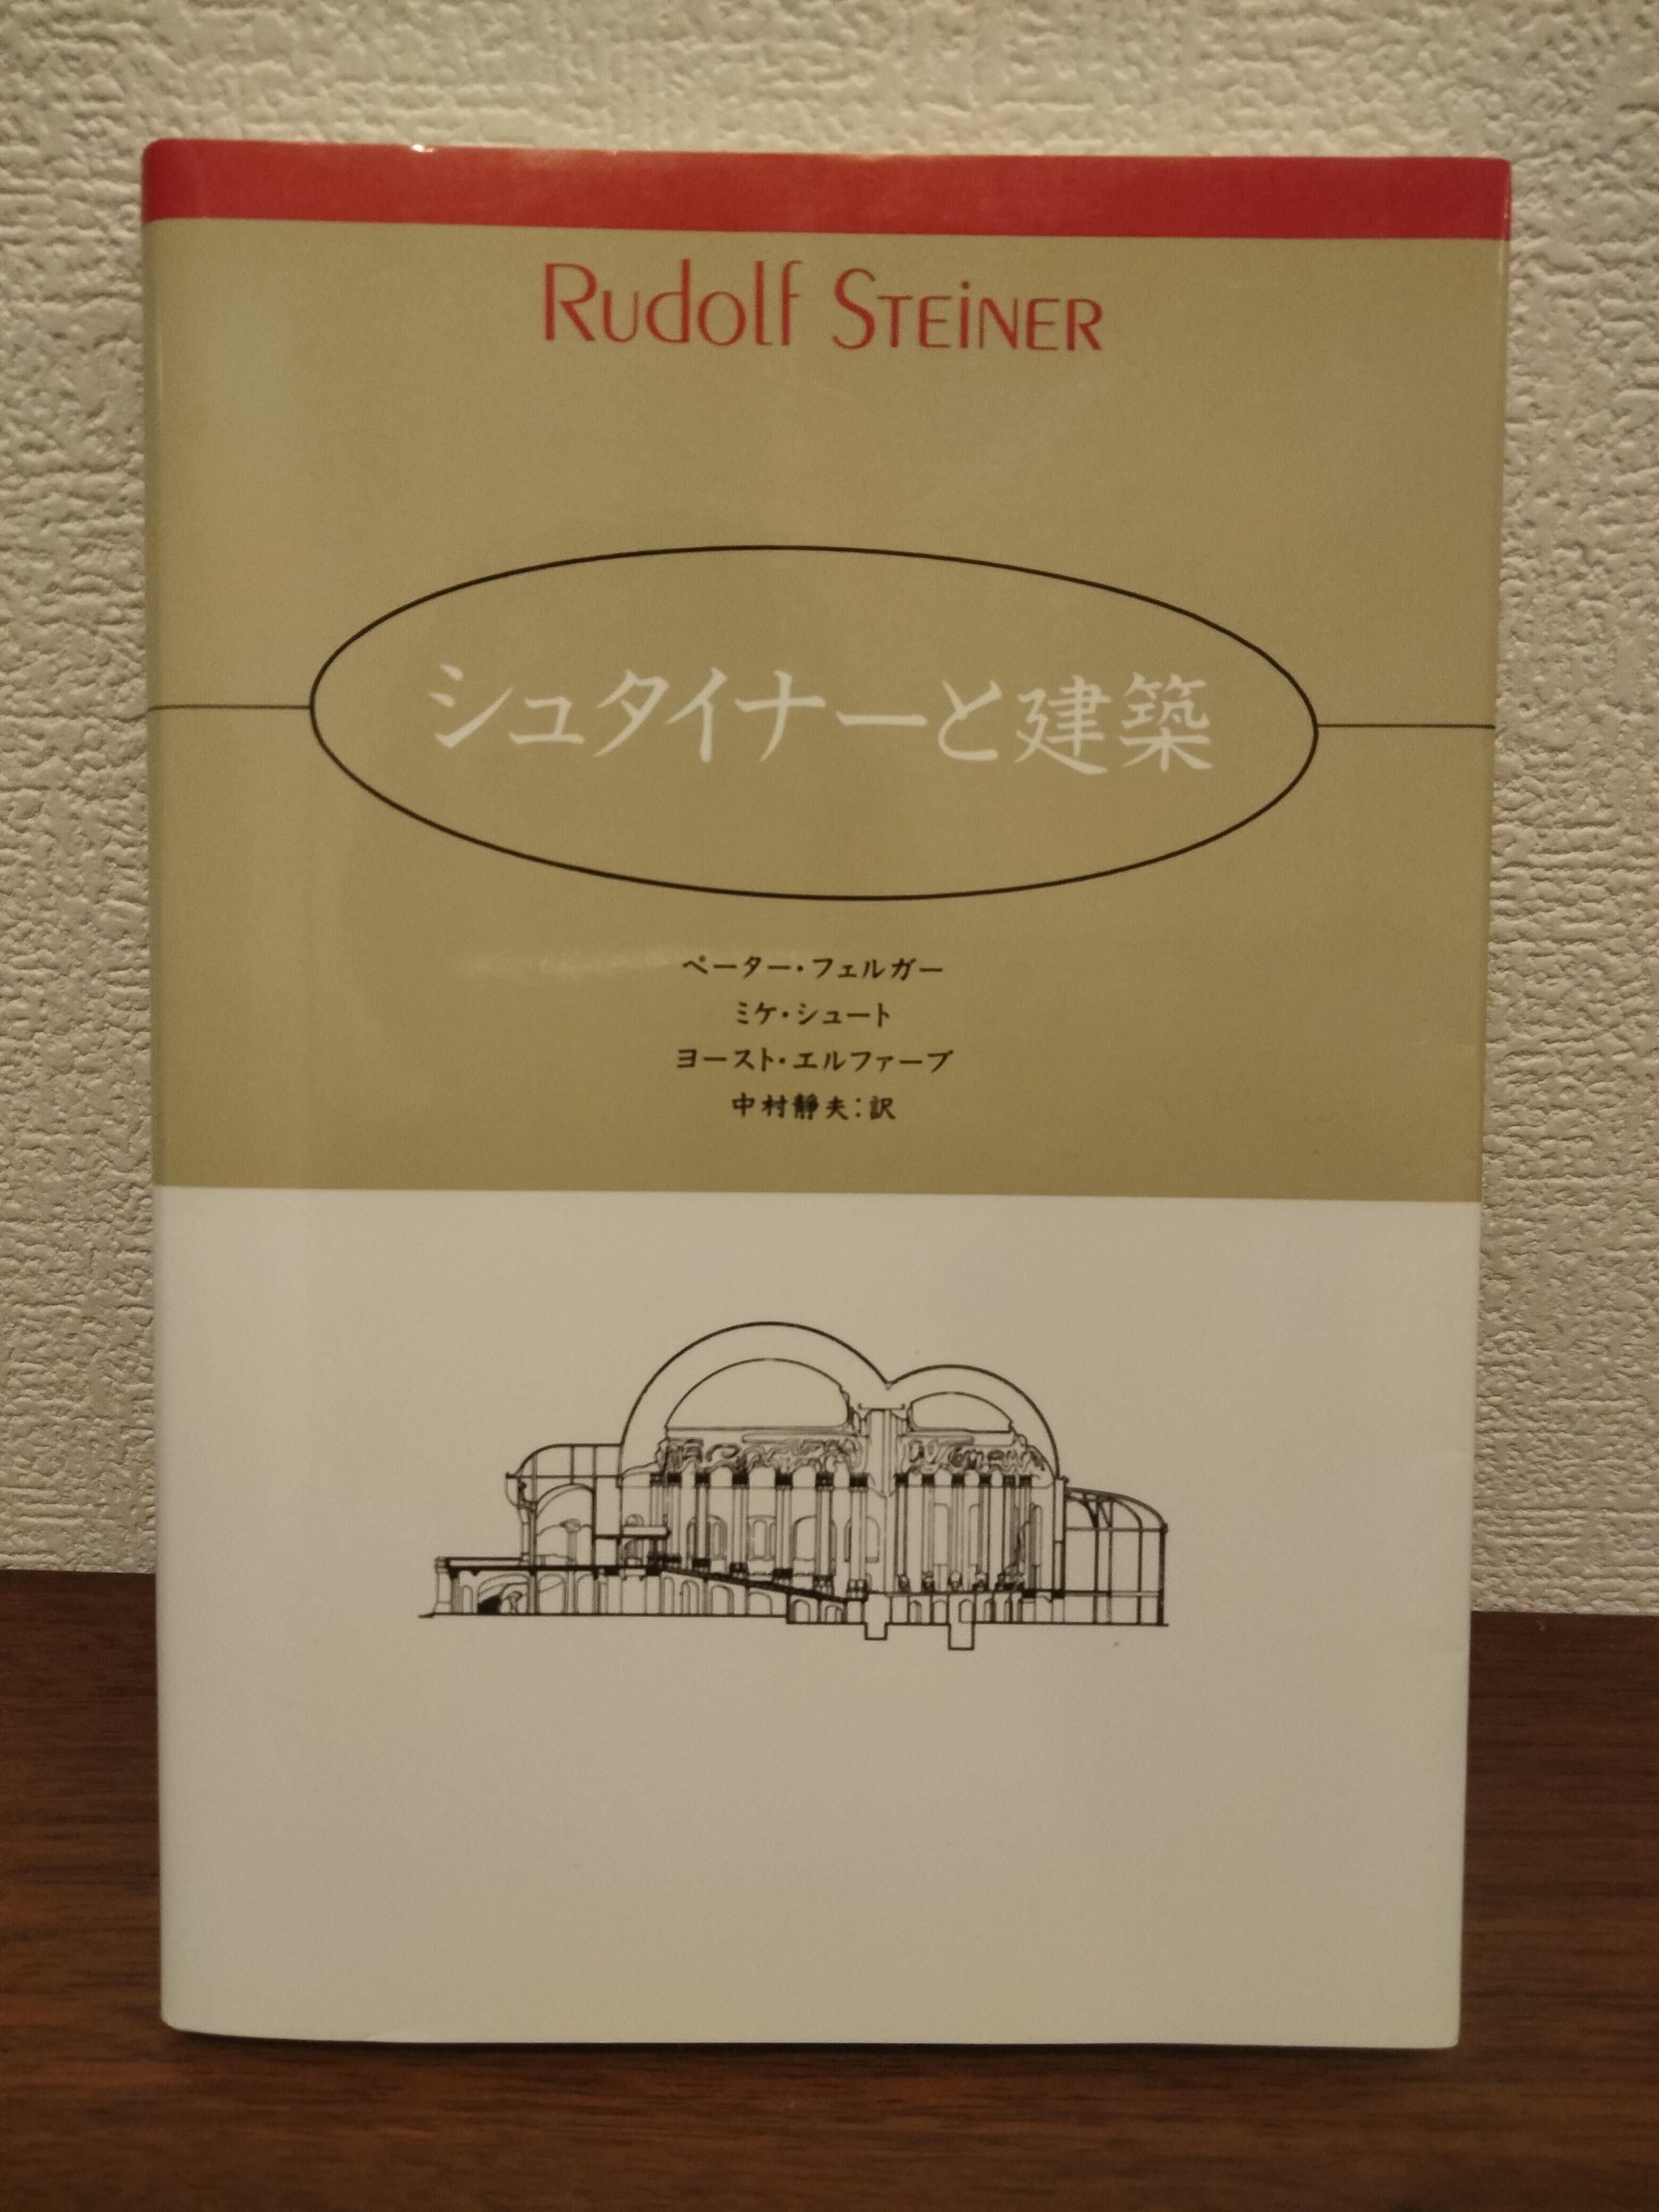 Rudolf STEiNER
シュタイナーと建築
ペーター・フェルガー
ミケ・シュート
ヨースト・エルファーブ
中村静夫：訳